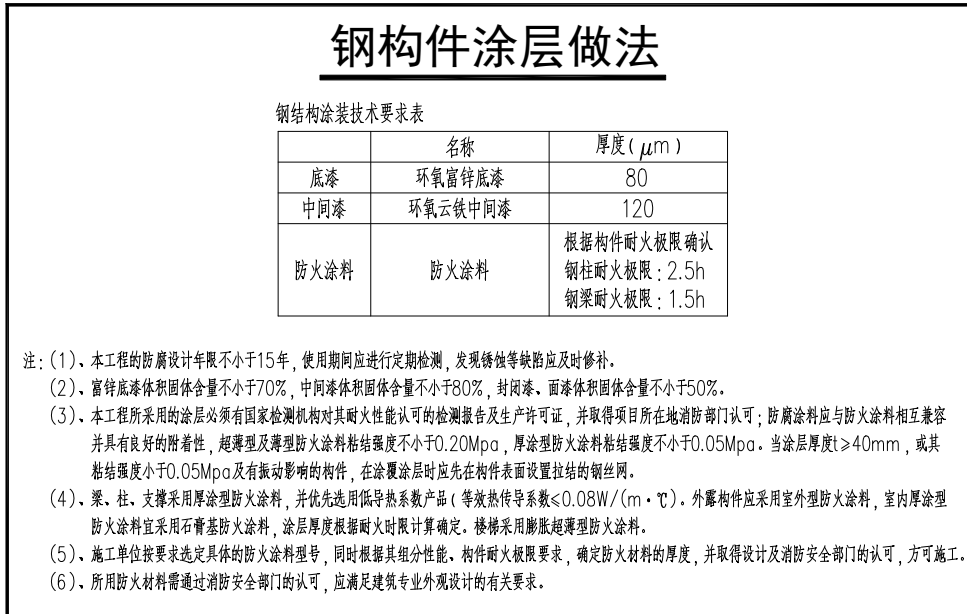 钢构件涂层做法
钢结构涂装技术要求表
名称 厚度(μm)
底漆 环氧富锌底漆 80
中间漆 环氧云铁中间漆 120
防火涂料 防火涂料 根据构件耐火极限确认
钢柱耐火极限:2.5h
钢梁耐火极限:1.5h
注:(1)、本工程的防腐设计年限不小于15年,使用期间应进行定期检测,发现锈蚀等缺陷应及时修补。
(2)、富锌底漆体积固体含量不小于70%,中间漆体积固体含量不小于80%,封闭漆、面漆体积固体含量不小于50%。
(3)、本工程所采用的涂层必须有国家检测机构对其耐火性能认可的检测报告及生产许可证,并取得项目所在地消防部门认可;防腐涂料应与防火涂料相互兼容
并具有良好的附着性,超薄型及薄型防火涂料粘结强度不小于0.20Mpa,厚涂型防火涂料粘结强度不小于0.05Mpa。当涂层厚度t≥40mm,或其
粘结强度小于0.05Mpa及有振动影响的构件,在涂覆涂层时应先在构件表面设置拉结的钢丝网。
(4)、梁、柱、支撑采用厚涂型防火涂料,并优先选用低导热系数产品(等效热传导系数≤0.08W/(m·℃)。外露构件应采用室外型防火涂料,室内厚涂型
防火涂料宜采用石膏基防火涂料,涂层厚度根据耐火时限计算确定。楼梯采用膨胀超薄型防火涂料。
(5)、施工单位按要求选定具体的防火涂料型号,同时根据其组分性能、构件耐火极限要求,确定防火材料的厚度,并取得设计及消防安全部门的认可,方可施工。
(6)、所用防火材料需通过消防安全部门的认可,应满足建筑专业外观设计的有关要求。